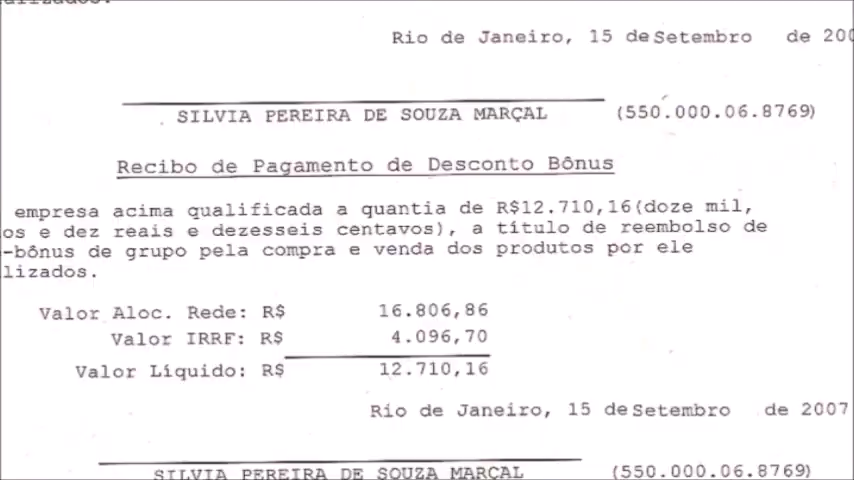 alizados.
Rio de Janeiro, 15 de Setembro de 200
SILVIA PEREIRA DE SOUZA MARÇAL (550.000.06.8769)
Recibo de Pagamento de Desconto Bônus
empresa acima qualificada a quantia de R$12.710,16(doze mil,
os e dez reais e dezesseis centavos), a título de reembolso de
-bônus de grupo pela compra e venda dos produtos por ele
lizados.
Valor Aloc. Rede: R$ 16.806,86
Valor IRRF: R$ 4.096,70
Valor Líquido: R$ 12.710,16
Rio de Janeiro, 15 de Setembro de 2007
SILVIA PEREIRA DE SOUZA MARÇAL (550.000.06.8769)